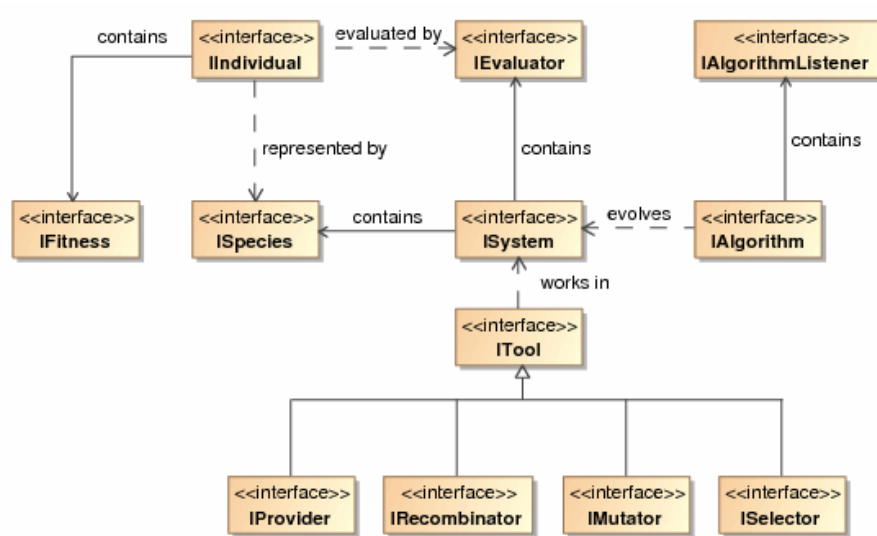 contains
<<interface>>
IIndividual
evaluated by
<<interface>>
IEvaluator
<<interface>>
IAlgorithmListener
represented by
contains
contains
<<interface>>
IFitness
<<interface>>
ISpecies
contains
<<interface>>
ISystem
evolves
<<interface>>
IAlgorithm
works in
<<interface>>
ITool
<<interface>>
IProvider
<<interface>>
IRecombinator
<<interface>>
IMutator
<<interface>>
ISelector